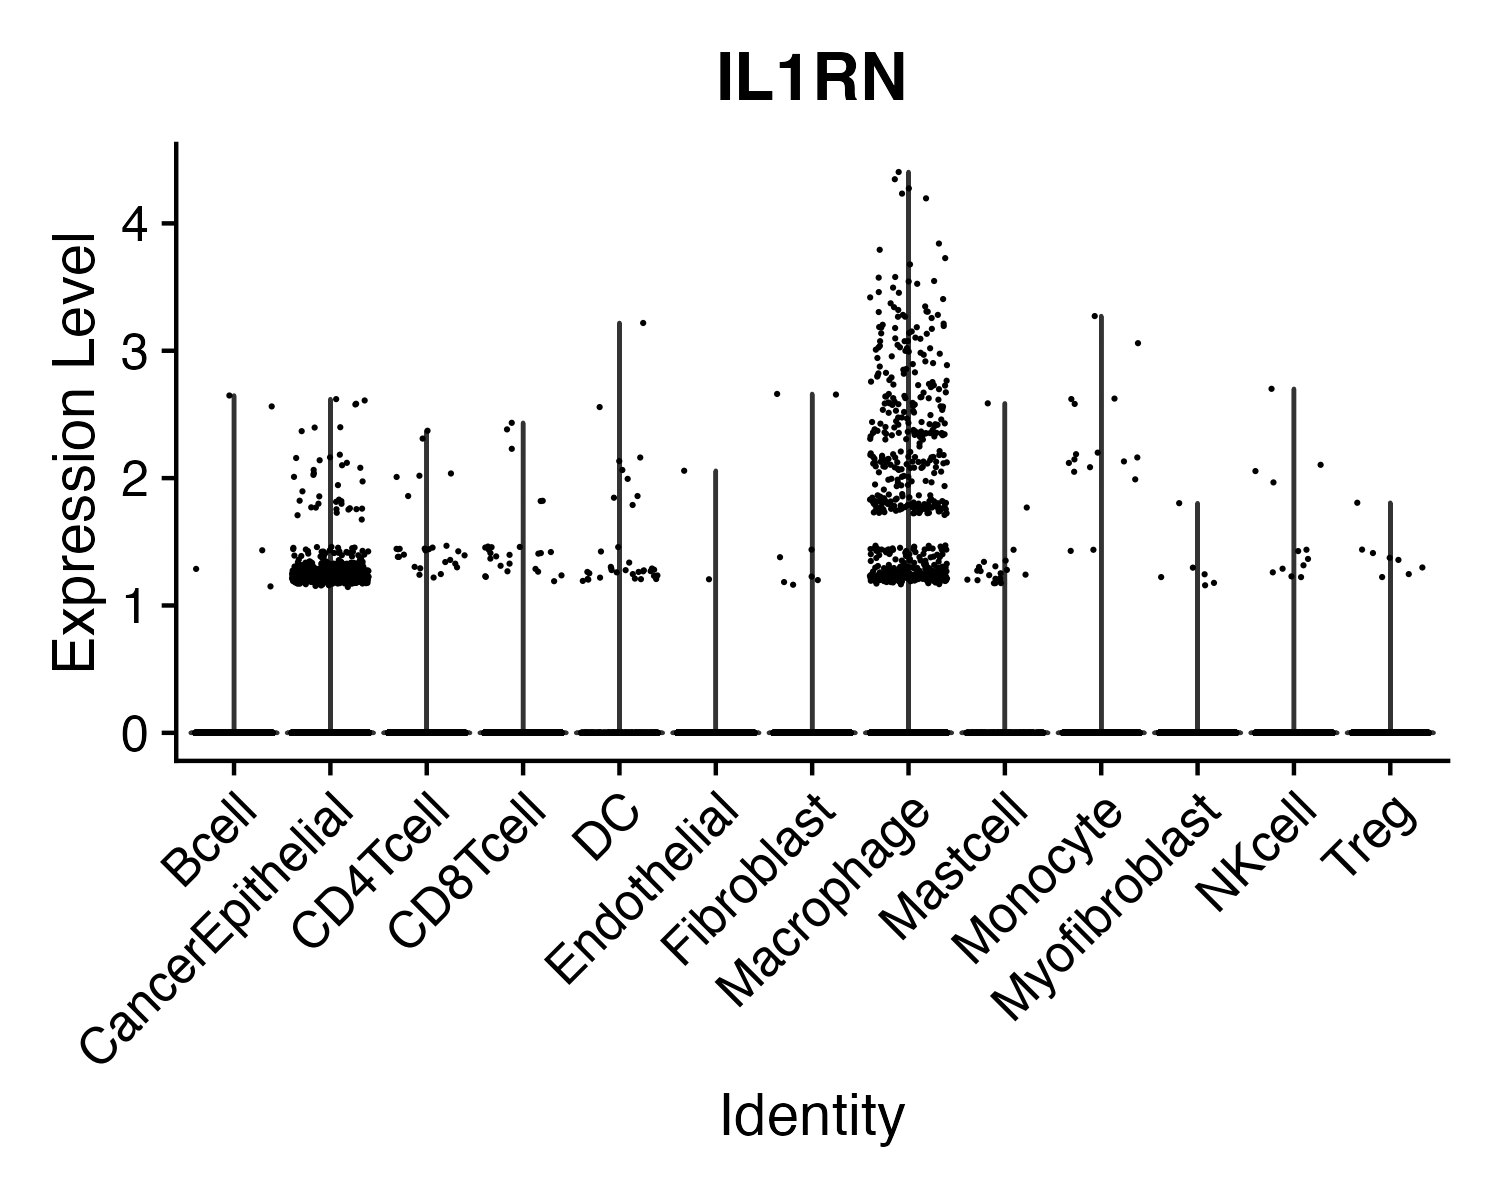 IL1RN
Expression Level
4
3
2
1
0
Bcell
CancerEpithelial
CD4Tcell
CD8Tcell
DC
Endothelial
Fibroblast
Macrophage
Mastcell
Monocyte
Myofibroblast
NKcell
Treg
Identity